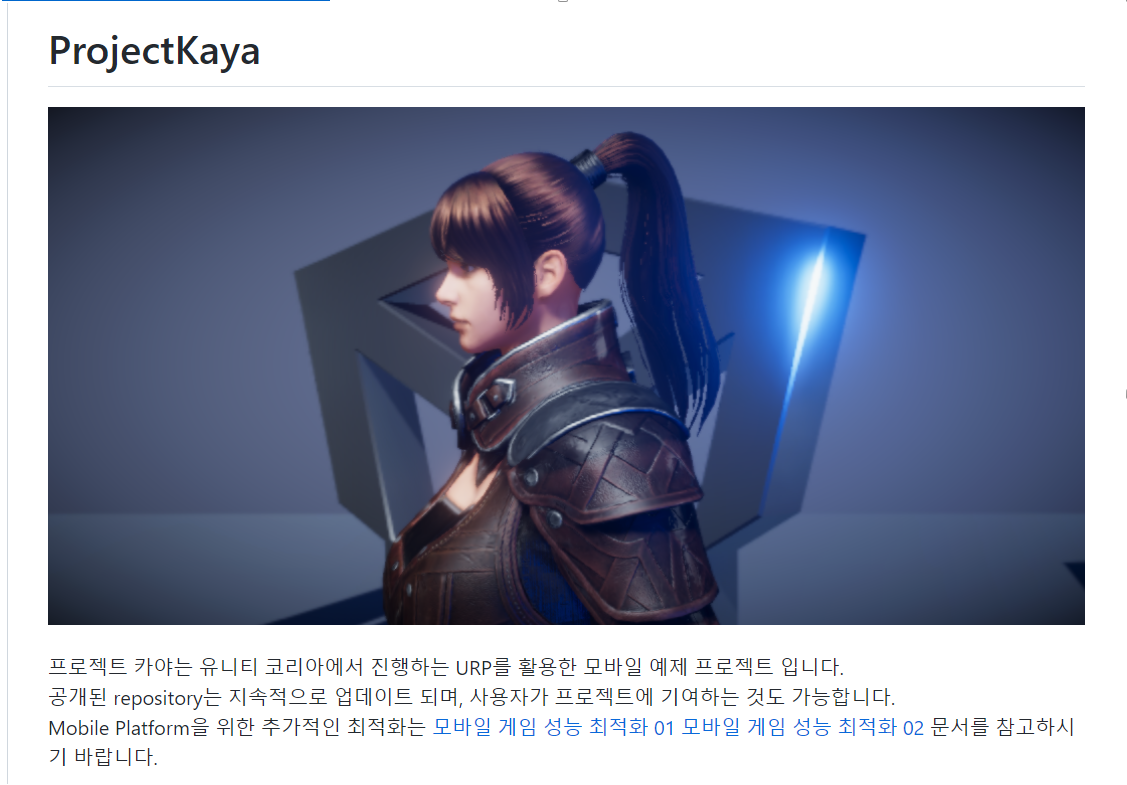 ProjectKaya
프로젝트 카야는 유니티 코리아에서 진행하는 URP를 활용한 모바일 예제 프로젝트 입니다.
공개된 repository는 지속적으로 업데이트 되며, 사용자가 프로젝트에 기여하는 것도 가능합니다.
Mobile Platform을 위한 추가적인 최적화는 모바일 게임 성능 최적화 01 모바일 게임 성능 최적화 02 문서를 참고하시
기 바랍니다.